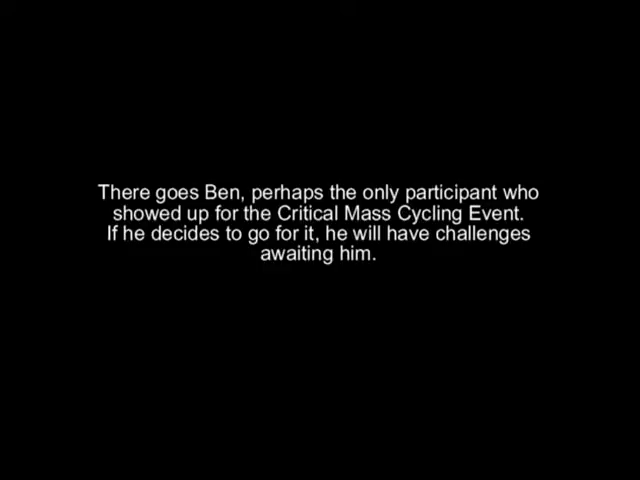 There goes Ben, perhaps the only participant who
showed up for the Critical Mass Cycling Event.
If he decides to go for it, he will have challenges
awaiting him.